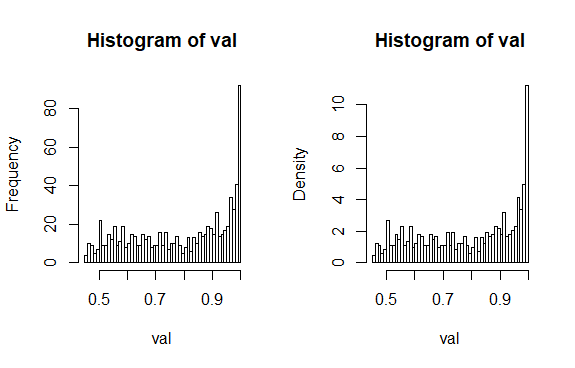 Histogram of val
Frequency
0 20 40 60 80
0.5 0.7 0.9
val
Histogram of val
Density
0 2 4 6 8 10
0.5 0.7 0.9
val